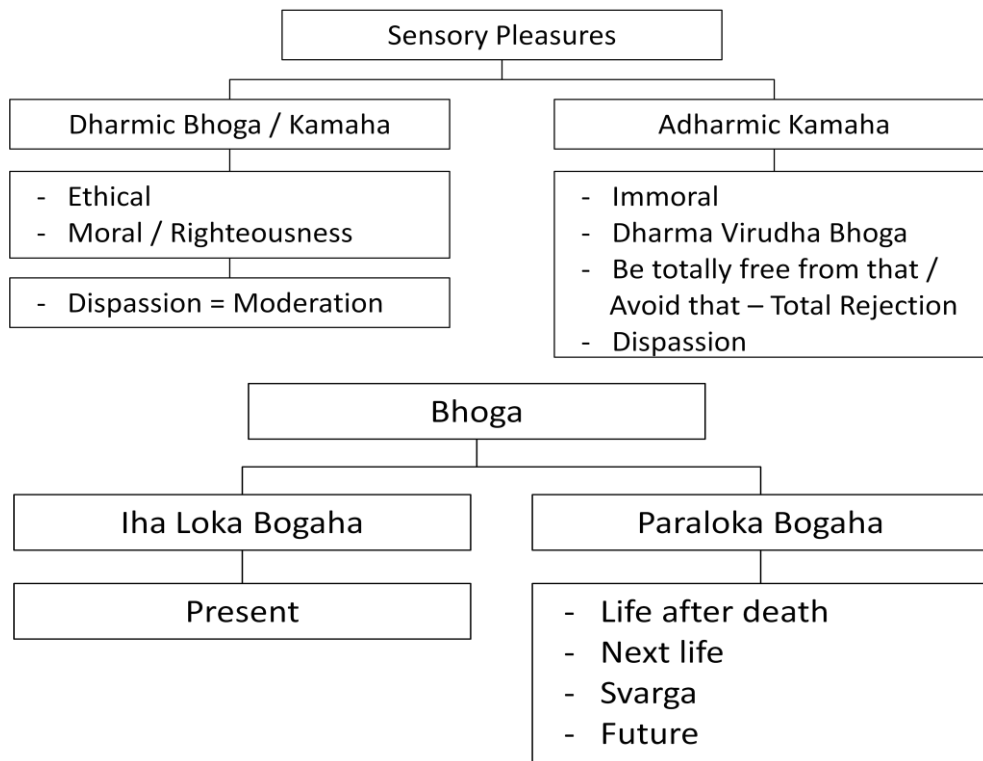 Sensory Pleasures
Dharmic Bhoga / Kamaha
Adharmic Kamaha
- Ethical
- Moral / Righteousness
- Dispassion = Moderation
- Immoral
- Dharma Virudha Bhoga
- Be totally free from that /
Avoid that – Total Rejection
- Dispassion
Bhoga
Iha Loka Bogaha
Paraloka Bogaha
Present
- Life after death
- Next life
- Svarga
- Future